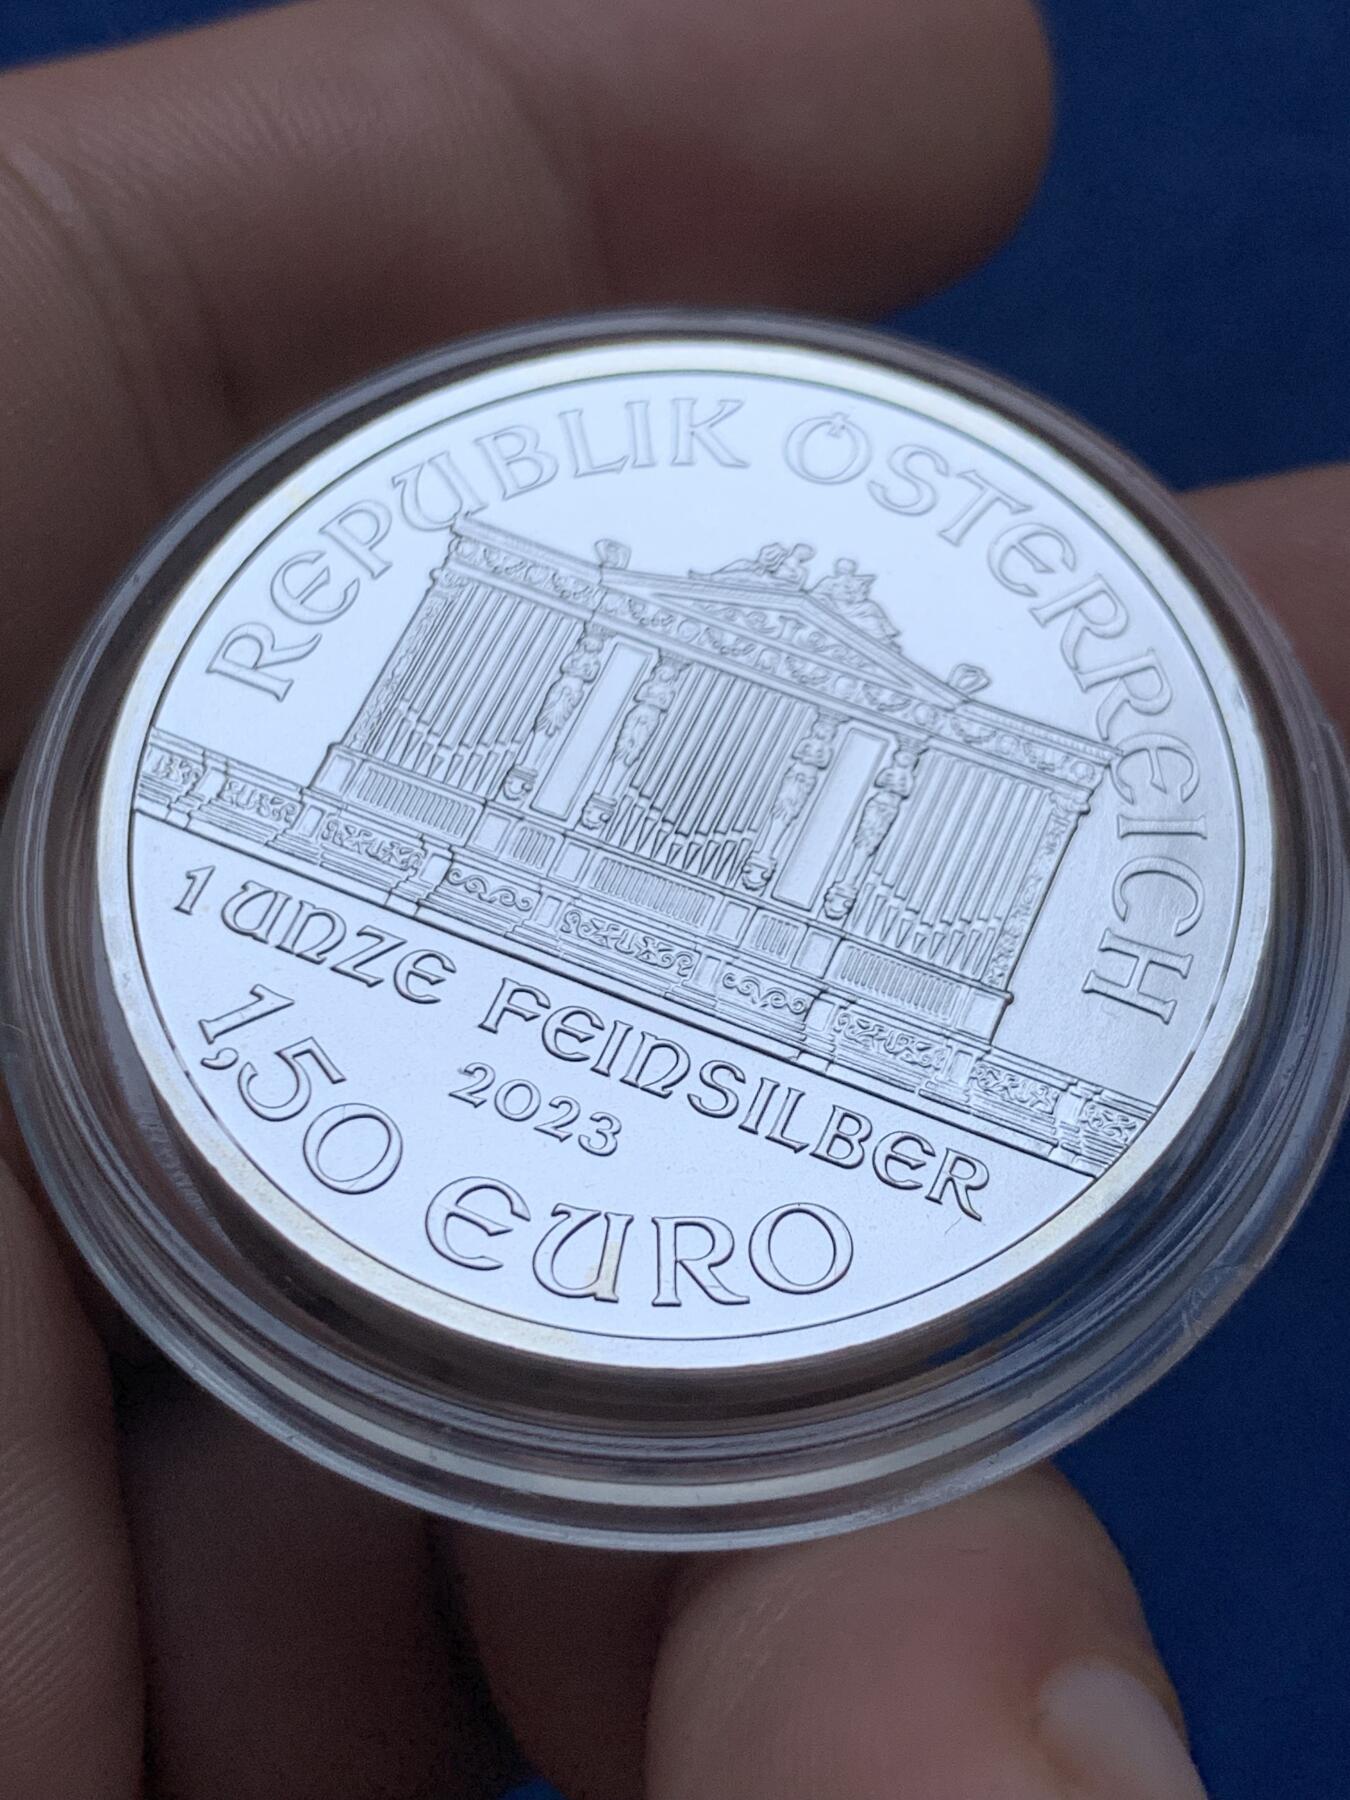 REPUBLIK ÖSTERREICH
1 UNZE FEINSILBER
2023
1,50 EURO